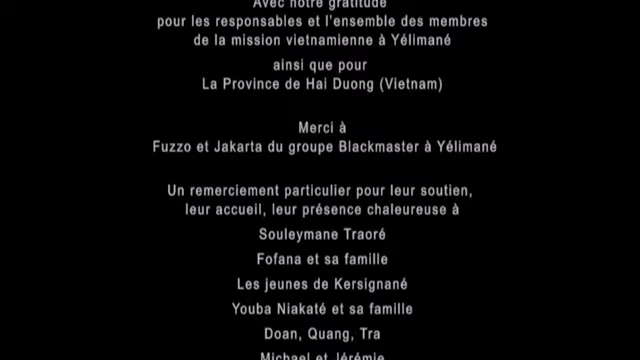 Avec notre gratitude
pour les responsables et l'ensemble des membres
de la mission vietnamienne à Yélimané
ainsi que pour
La Province de Hai Duong (Vietnam)
Merci à
Fuzzo et Jakarta du groupe Blackmaster à Yélimané
Un remerciement particulier pour leur soutien,
leur accueil, leur présence chaleureuse à
Souleymane Traoré
Fofana et sa famille
Les jeunes de Kersignané
Youba Niakaté et sa famille
Doan, Quang, Tra
Michael et Jérémie